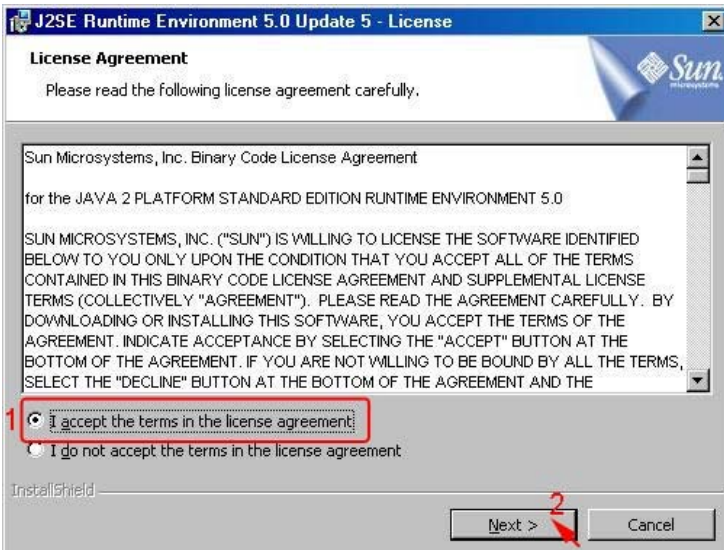 J2SE Runtime Environment 5.0 Update 5 - License
License Agreement
Please read the following license agreement carefully.
Sun
microsystems
Sun Microsystems, Inc. Binary Code License Agreement
for the JAVA 2 PLATFORM STANDARD EDITION RUNTIME ENVIRONMENT 5.0
SUN MICROSYSTEMS, INC. ("SUN") IS WILLING TO LICENSE THE SOFTWARE IDENTIFIED
BELOW TO YOU ONLY UPON THE CONDITION THAT YOU ACCEPT ALL OF THE TERMS
CONTAINED IN THIS BINARY CODE LICENSE AGREEMENT AND SUPPLEMENTAL LICENSE
TERMS (COLLECTIVELY "AGREEMENT").  PLEASE READ THE AGREEMENT CAREFULLY.  BY
DOWNLOADING OR INSTALLING THIS SOFTWARE, YOU ACCEPT THE TERMS OF THE
AGREEMENT. INDICATE ACCEPTANCE BY SELECTING THE "ACCEPT" BUTTON AT THE
BOTTOM OF THE AGREEMENT. IF YOU ARE NOT WILLING TO BE BOUND BY ALL THE TERMS,
SELECT THE "DECLINE" BUTTON AT THE BOTTOM OF THE AGREEMENT AND THE
1
I accept the terms in the license agreement
I do not accept the terms in the license agreement
InstallShield
2
Next >
Cancel